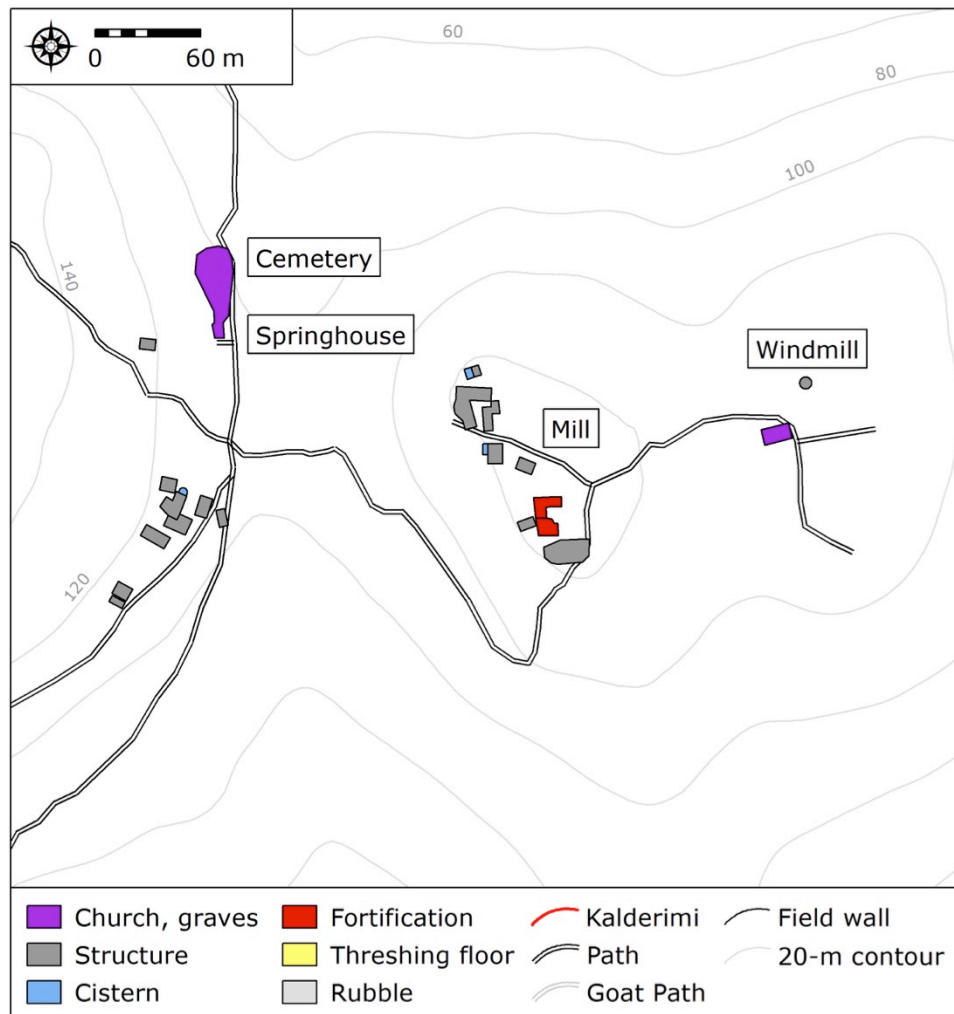 0 60 m
60
80
100
140
120
Cemetery
Springhouse
Windmill
Mill
Church, graves
Structure
Cistern
Fortification
Threshing floor
Rubble
Kalderimi
Path
Goat Path
Field wall
20-m contour